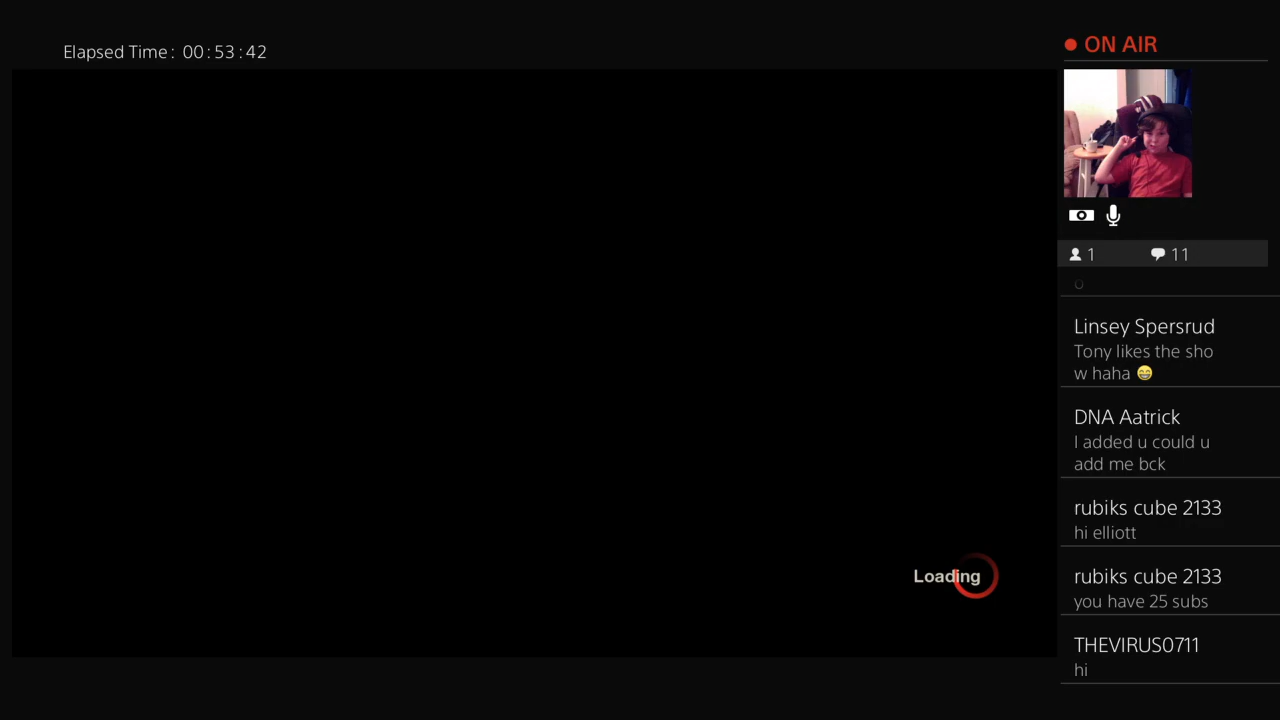 Elapsed Time: 00:53:42
ON AIR
1
11
Linsey Spersrud
Tony likes the sho
w haha 😁
DNA Aatrick
I added u could u
add me bck
rubiks cube 2133
hi elliott
rubiks cube 2133
you have 25 subs
THEVIRUS0711
hi
Loading